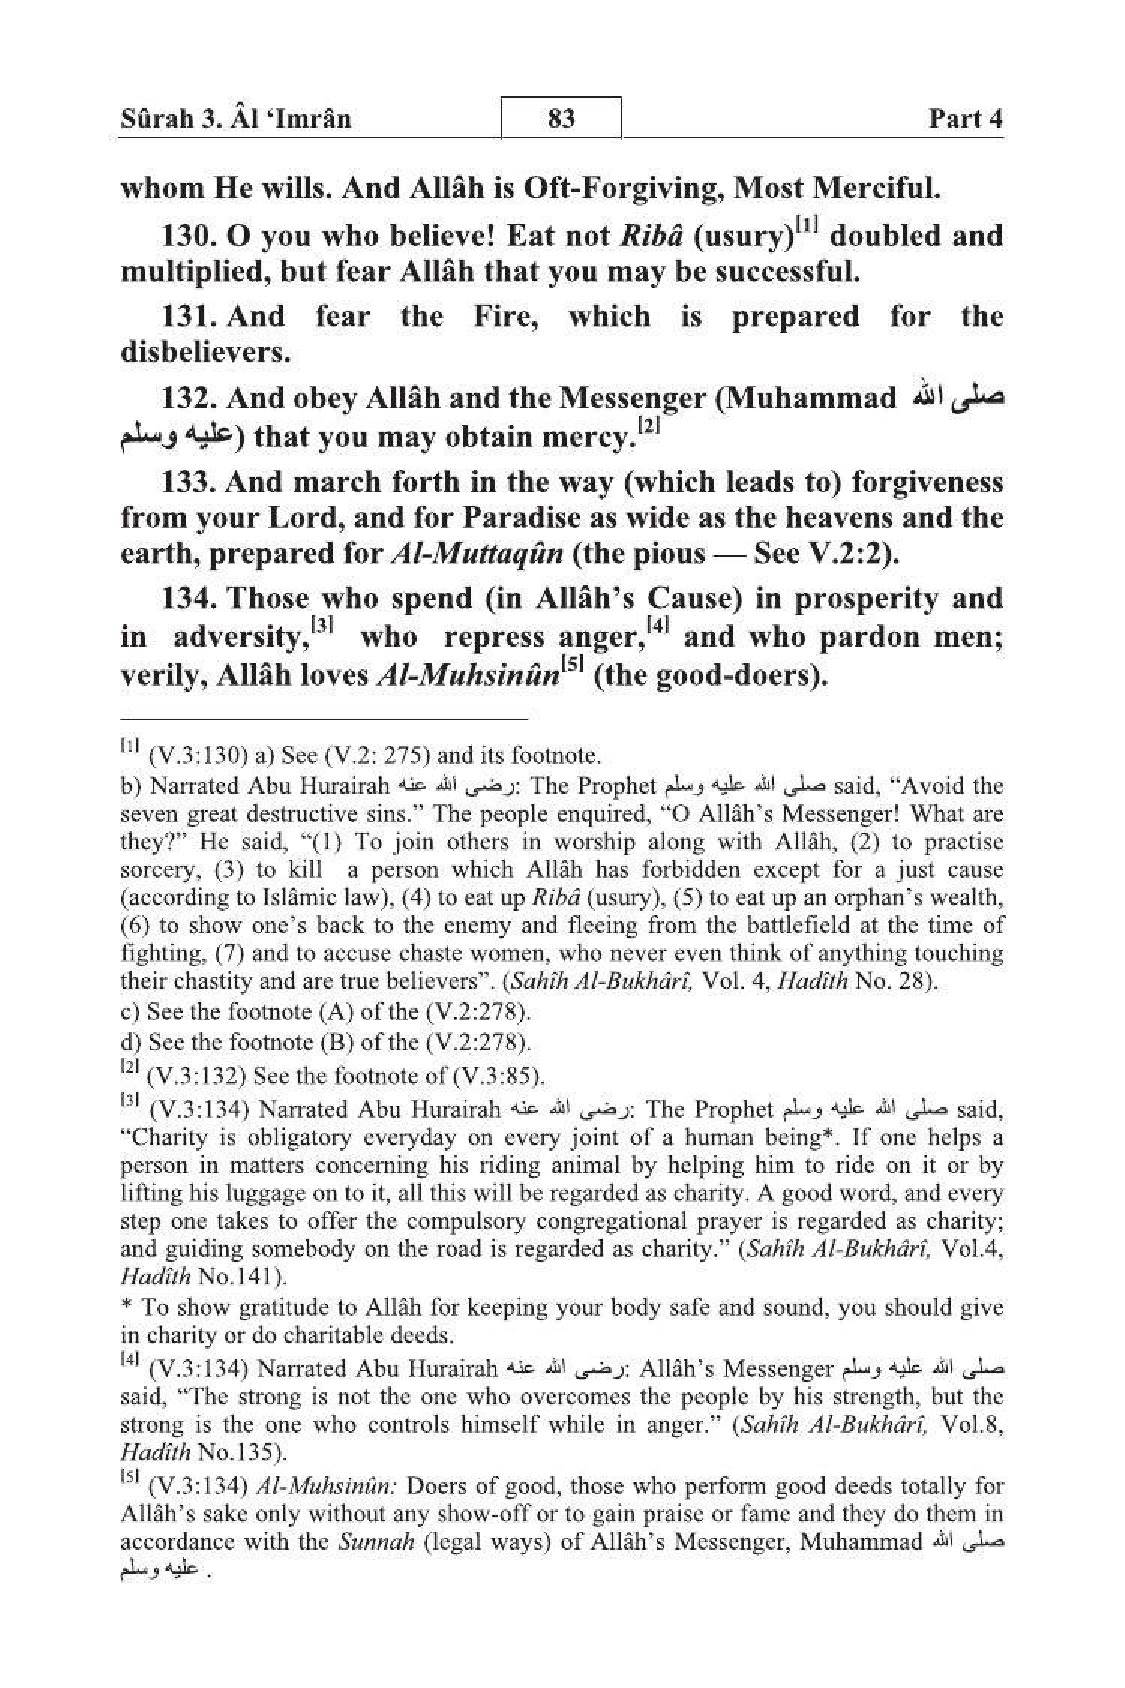 Sûrah 3. Âl ‘Imrân 83 Part 4
whom He wills. And Allâh is Oft-Forgiving, Most Merciful.
130. O you who believe! Eat not Ribâ (usury)[1] doubled and
multiplied, but fear Allâh that you may be successful.
131. And fear the Fire, which is prepared for the
disbelievers.
132. And obey Allâh and the Messenger (Muhammad صلى الله
عليه وسلم) that you may obtain mercy.[2]
133. And march forth in the way (which leads to) forgiveness
from your Lord, and for Paradise as wide as the heavens and the
earth, prepared for Al-Muttaqûn (the pious — See V.2:2).
134. Those who spend (in Allâh’s Cause) in prosperity and
in adversity,[3] who repress anger,[4] and who pardon men;
verily, Allâh loves Al-Muhsinûn[5] (the good-doers).
[1] (V.3:130) a) See (V.2: 275) and its footnote.
b) Narrated Abu Hurairah رضى الله عنه: The Prophet صلى الله عليه وسلم said, “Avoid the
seven great destructive sins.” The people enquired, “O Allâh’s Messenger! What are
they?” He said, “(1) To join others in worship along with Allâh, (2) to practise
sorcery, (3) to kill a person which Allâh has forbidden except for a just cause
(according to Islâmic law), (4) to eat up Ribâ (usury), (5) to eat up an orphan’s wealth,
(6) to show one’s back to the enemy and fleeing from the battlefield at the time of
fighting, (7) and to accuse chaste women, who never even think of anything touching
their chastity and are true believers”. (Sahîh Al-Bukhârî, Vol. 4, Hadîth No. 28).
c) See the footnote (A) of the (V.2:278).
d) See the footnote (B) of the (V.2:278).
[2] (V.3:132) See the footnote of (V.3:85).
[3] (V.3:134) Narrated Abu Hurairah رضى الله عنه: The Prophet صلى الله عليه وسلم said,
“Charity is obligatory everyday on every joint of a human being*. If one helps a
person in matters concerning his riding animal by helping him to ride on it or by
lifting his luggage on to it, all this will be regarded as charity. A good word, and every
step one takes to offer the compulsory congregational prayer is regarded as charity;
and guiding somebody on the road is regarded as charity.” (Sahîh Al-Bukhârî, Vol.4,
Hadîth No.141).
* To show gratitude to Allâh for keeping your body safe and sound, you should give
in charity or do charitable deeds.
[4] (V.3:134) Narrated Abu Hurairah رضى الله عنه: Allâh’s Messenger صلى الله عليه وسلم
said, “The strong is not the one who overcomes the people by his strength, but the
strong is the one who controls himself while in anger.” (Sahîh Al-Bukhârî, Vol.8,
Hadîth No.135).
[5] (V.3:134) Al-Muhsinûn: Doers of good, those who perform good deeds totally for
Allâh’s sake only without any show-off or to gain praise or fame and they do them in
accordance with the Sunnah (legal ways) of Allâh’s Messenger, Muhammad صلى الله
عليه وسلم .